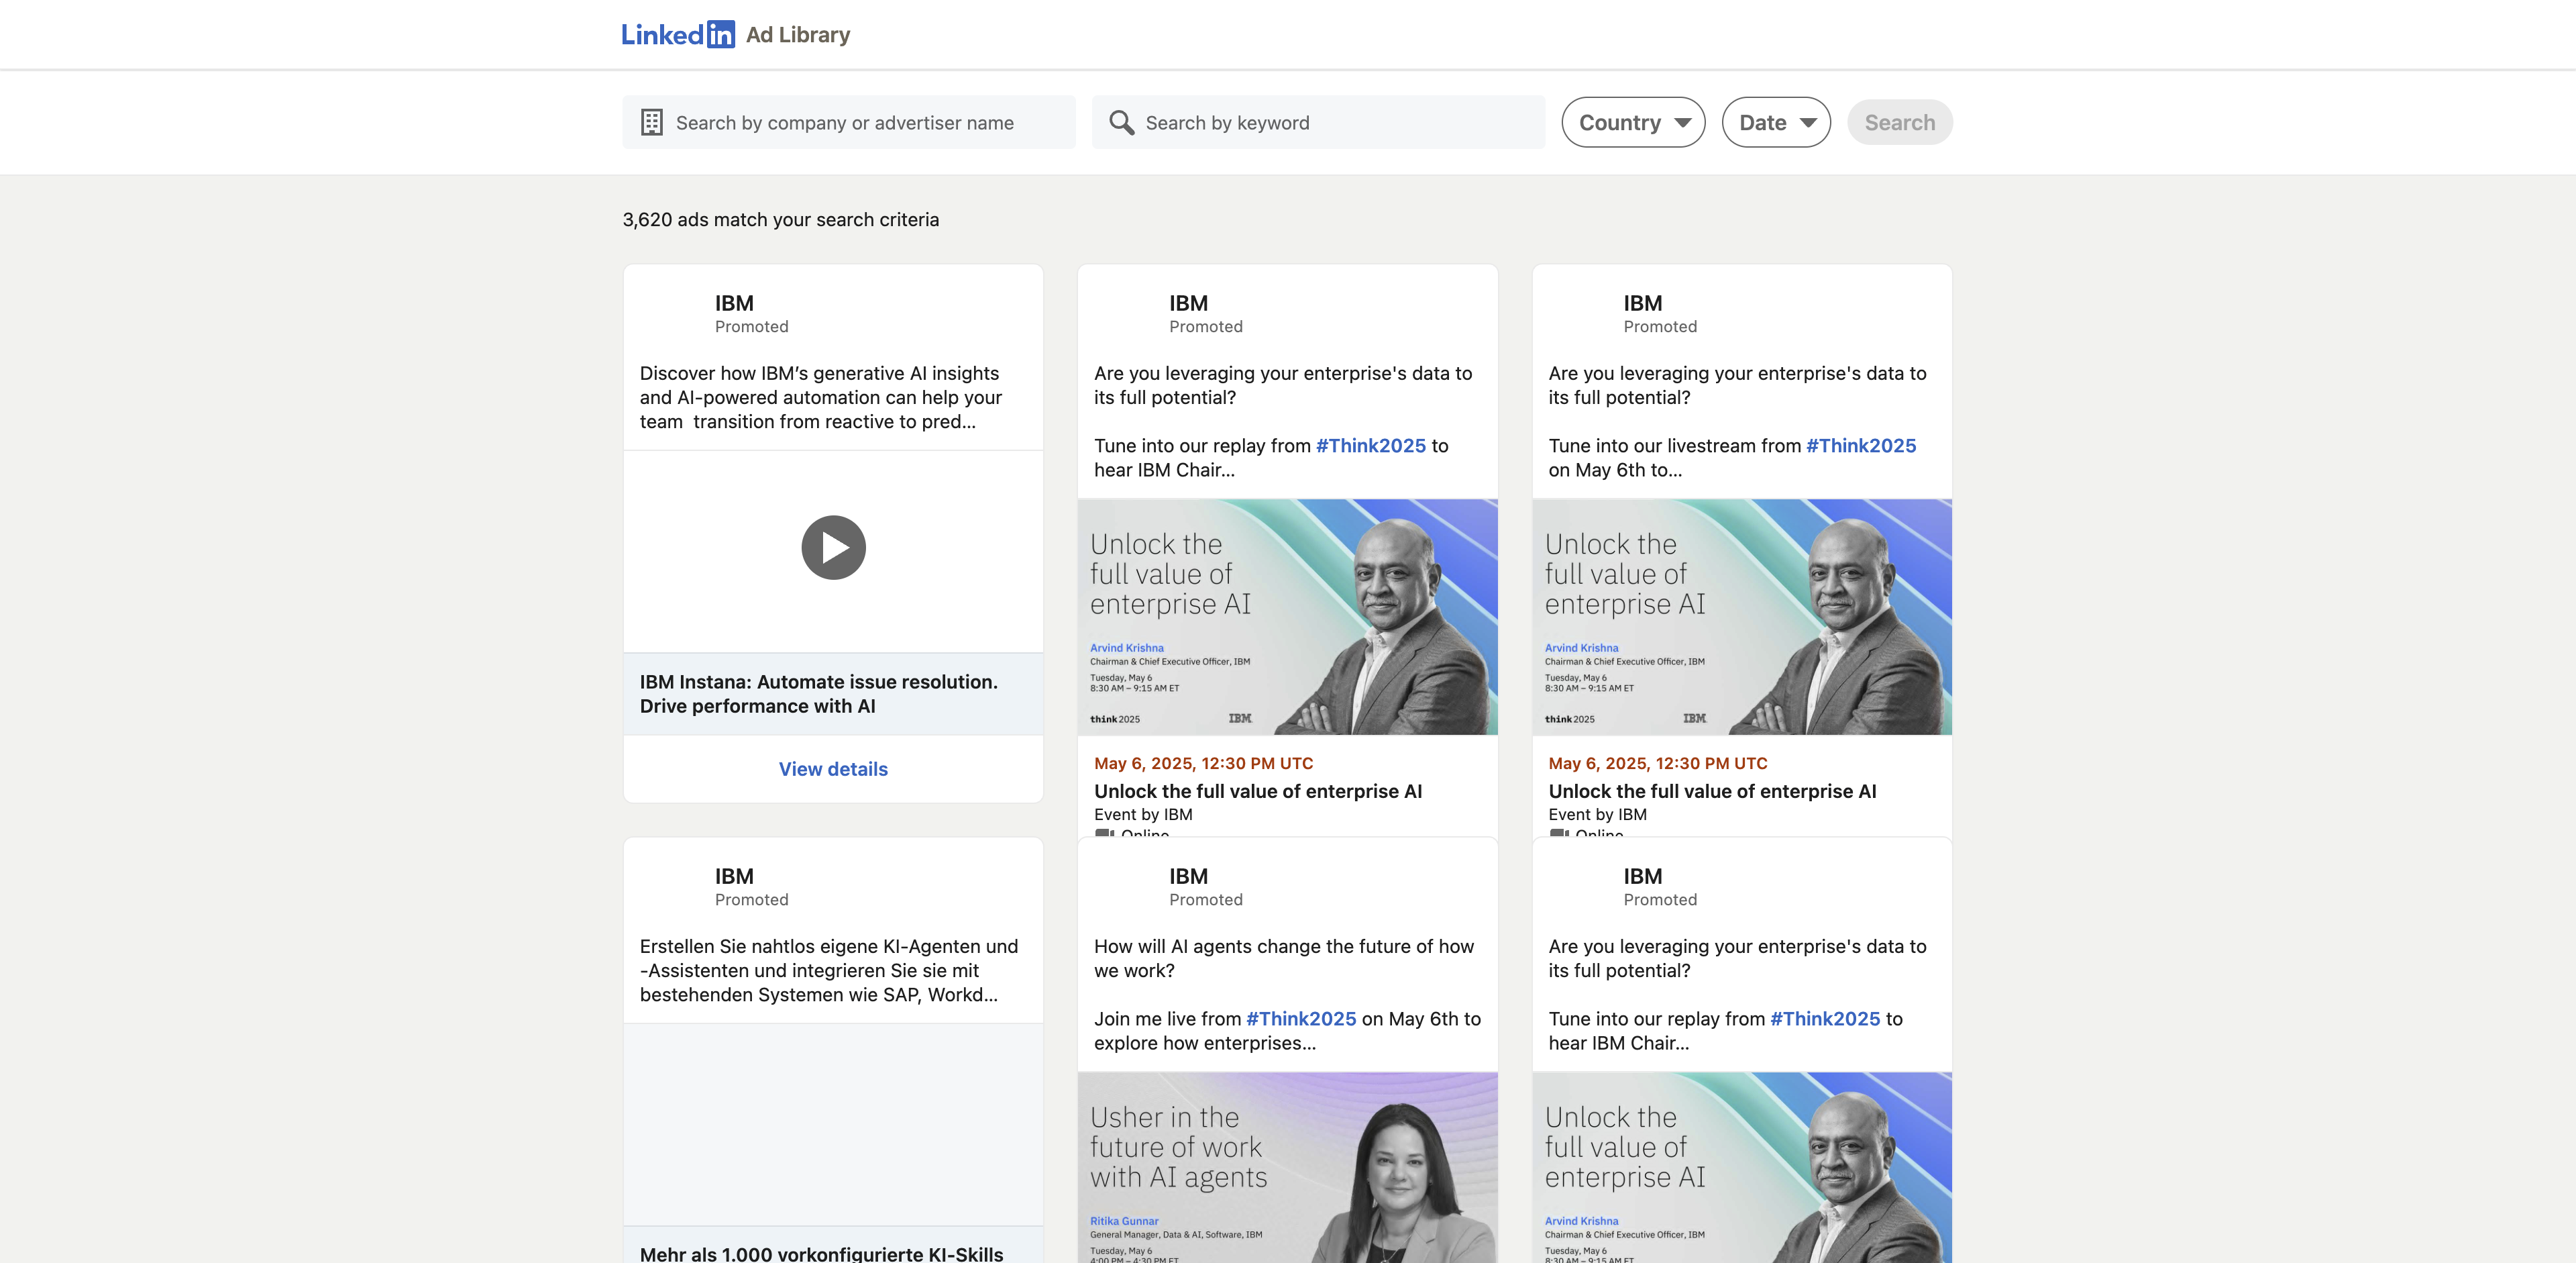 LinkedIn Ad Library
Search by company or advertiser name
Search by keyword
Country
Date
Search
3,620 ads match your search criteria
IBM
Promoted
Discover how IBM’s generative AI insights
and AI-powered automation can help your
team  transition from reactive to pred...
IBM Instana: Automate issue resolution.
Drive performance with AI
View details
IBM
Promoted
Are you leveraging your enterprise's data to
its full potential?
Tune into our replay from #Think2025 to
hear IBM Chair...
Unlock the
full value of
enterprise AI
Arvind Krishna
Chairman & Chief Executive Officer, IBM
Tuesday, May 6
8:30 AM – 9:15 AM ET
think 2025
IBM
May 6, 2025, 12:30 PM UTC
Unlock the full value of enterprise AI
Event by IBM
Online
IBM
Promoted
Are you leveraging your enterprise's data to
its full potential?
Tune into our livestream from #Think2025
on May 6th to...
Unlock the
full value of
enterprise AI
Arvind Krishna
Chairman & Chief Executive Officer, IBM
Tuesday, May 6
8:30 AM – 9:15 AM ET
think 2025
IBM
May 6, 2025, 12:30 PM UTC
Unlock the full value of enterprise AI
Event by IBM
Online
IBM
Promoted
Erstellen Sie nahtlos eigene KI-Agenten und
-Assistenten und integrieren Sie sie mit
bestehenden Systemen wie SAP, Workd...
Mehr als 1.000 vorkonfigurierte KI-Skills
IBM
Promoted
How will AI agents change the future of how
we work?
Join me live from #Think2025 on May 6th to
explore how enterprises...
Usher in the
future of work
with AI agents
Ritika Gunnar
General Manager, Data & AI, Software, IBM
Tuesday, May 6
4:00 PM – 4:30 PM ET
IBM
Promoted
Are you leveraging your enterprise's data to
its full potential?
Tune into our replay from #Think2025 to
hear IBM Chair...
Unlock the
full value of
enterprise AI
Arvind Krishna
Chairman & Chief Executive Officer, IBM
Tuesday, May 6
8:30 AM – 9:15 AM ET